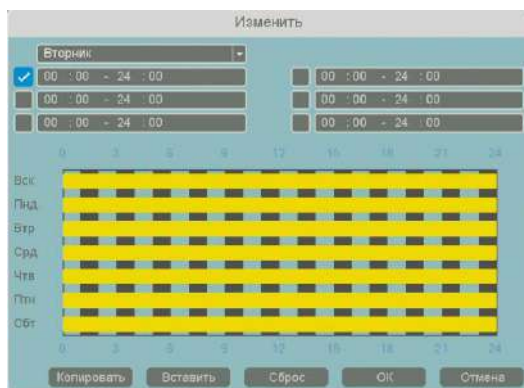 Изменить
Вторник
00 :00 - 24 :00 00 :00 - 24 :00
00 :00 - 24 :00 00 :00 - 24 :00
00 :00 - 24 :00 00 :00 - 24 :00
0 3 6 9 12 15 18 21 24
Вск
Пнд
Втр
Срд
Чтв
Птн
Сбт
0 3 6 9 12 15 18 21 24
Копировать Вставить Сброс ОК Отмена